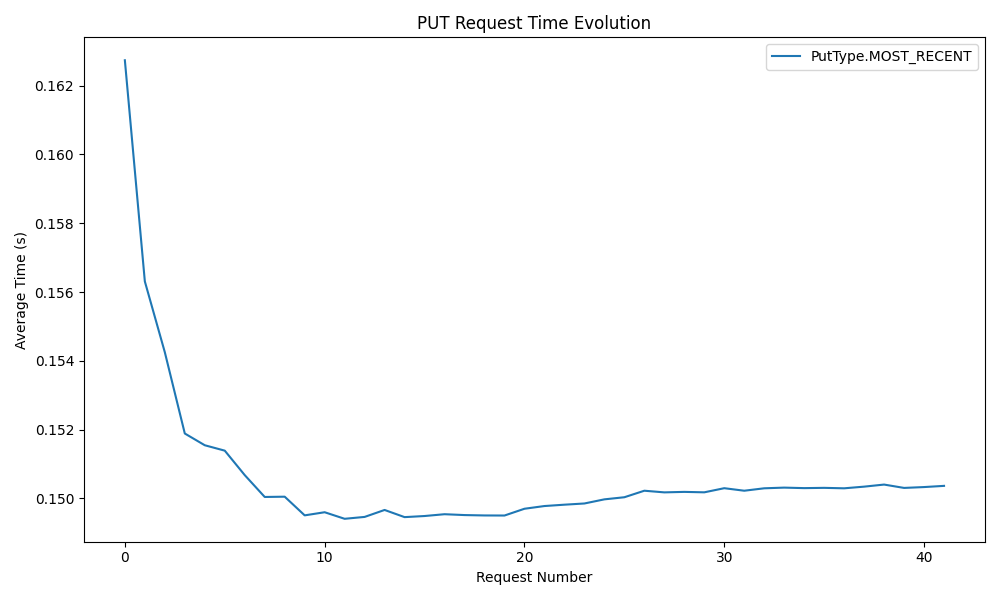 PUT Request Time Evolution
PutType.MOST_RECENT
Average Time (s)
0.162
0.160
0.158
0.156
0.154
0.152
0.150
0 10 20 30 40
Request Number